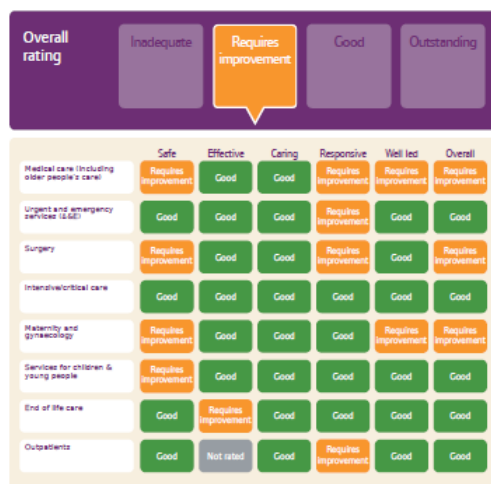 Overall rating
Inadequate
Requires improvement
Good
Outstanding
Safe Effective Caring Responsive Well led Overall
Medical care (including older people's care) Requires improvement Good Good Requires improvement Requires improvement Requires improvement
Urgent and emergency services (A&E) Good Good Good Requires improvement Good Good
Surgery Requires improvement Good Good Requires improvement Good Requires improvement
Intensive/critical care Good Good Good Good Good Good
Maternity and gynaecology Requires improvement Good Good Good Requires improvement Requires improvement
Services for children & young people Requires improvement Good Good Good Good Good
End of life care Good Requires improvement Good Good Good Good
Outpatients Good Not rated Good Requires improvement Good Good